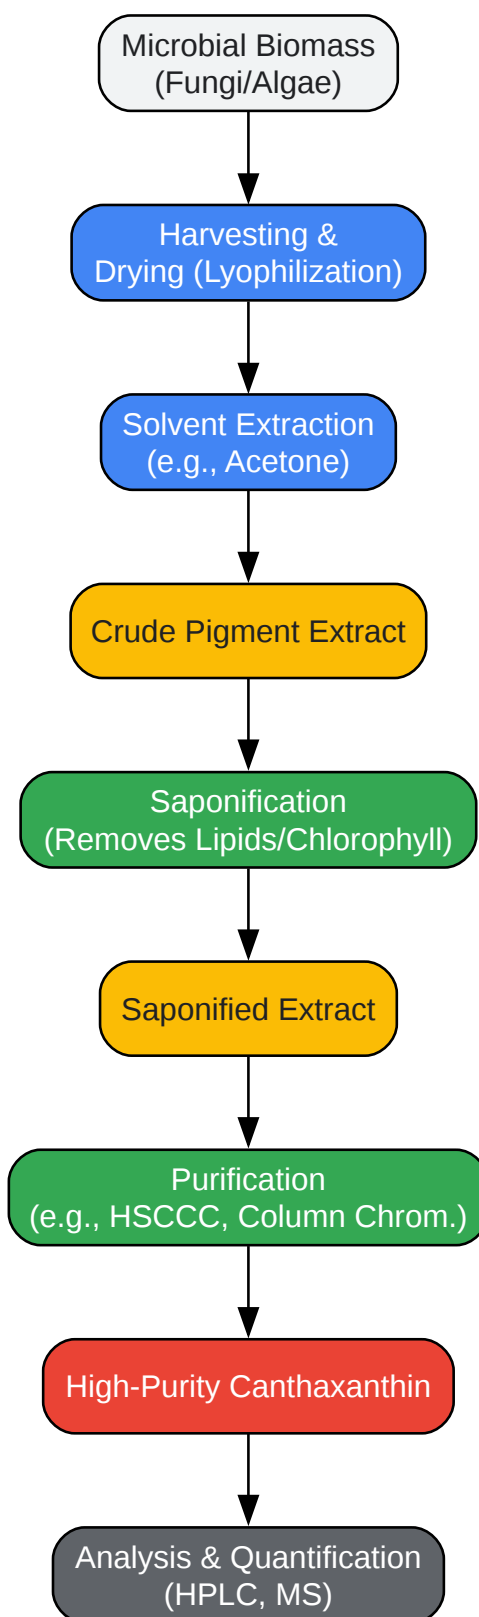 Microbial Biomass
(Fungi/Algae)
Harvesting &
Drying (Lyophilization)
Solvent Extraction
(e.g., Acetone)
Crude Pigment Extract
Saponification
(Removes Lipids/Chlorophyll)
Saponified Extract
Purification
(e.g., HSCCC, Column Chrom.)
High-Purity Canthaxanthin
Analysis & Quantification
(HPLC, MS)